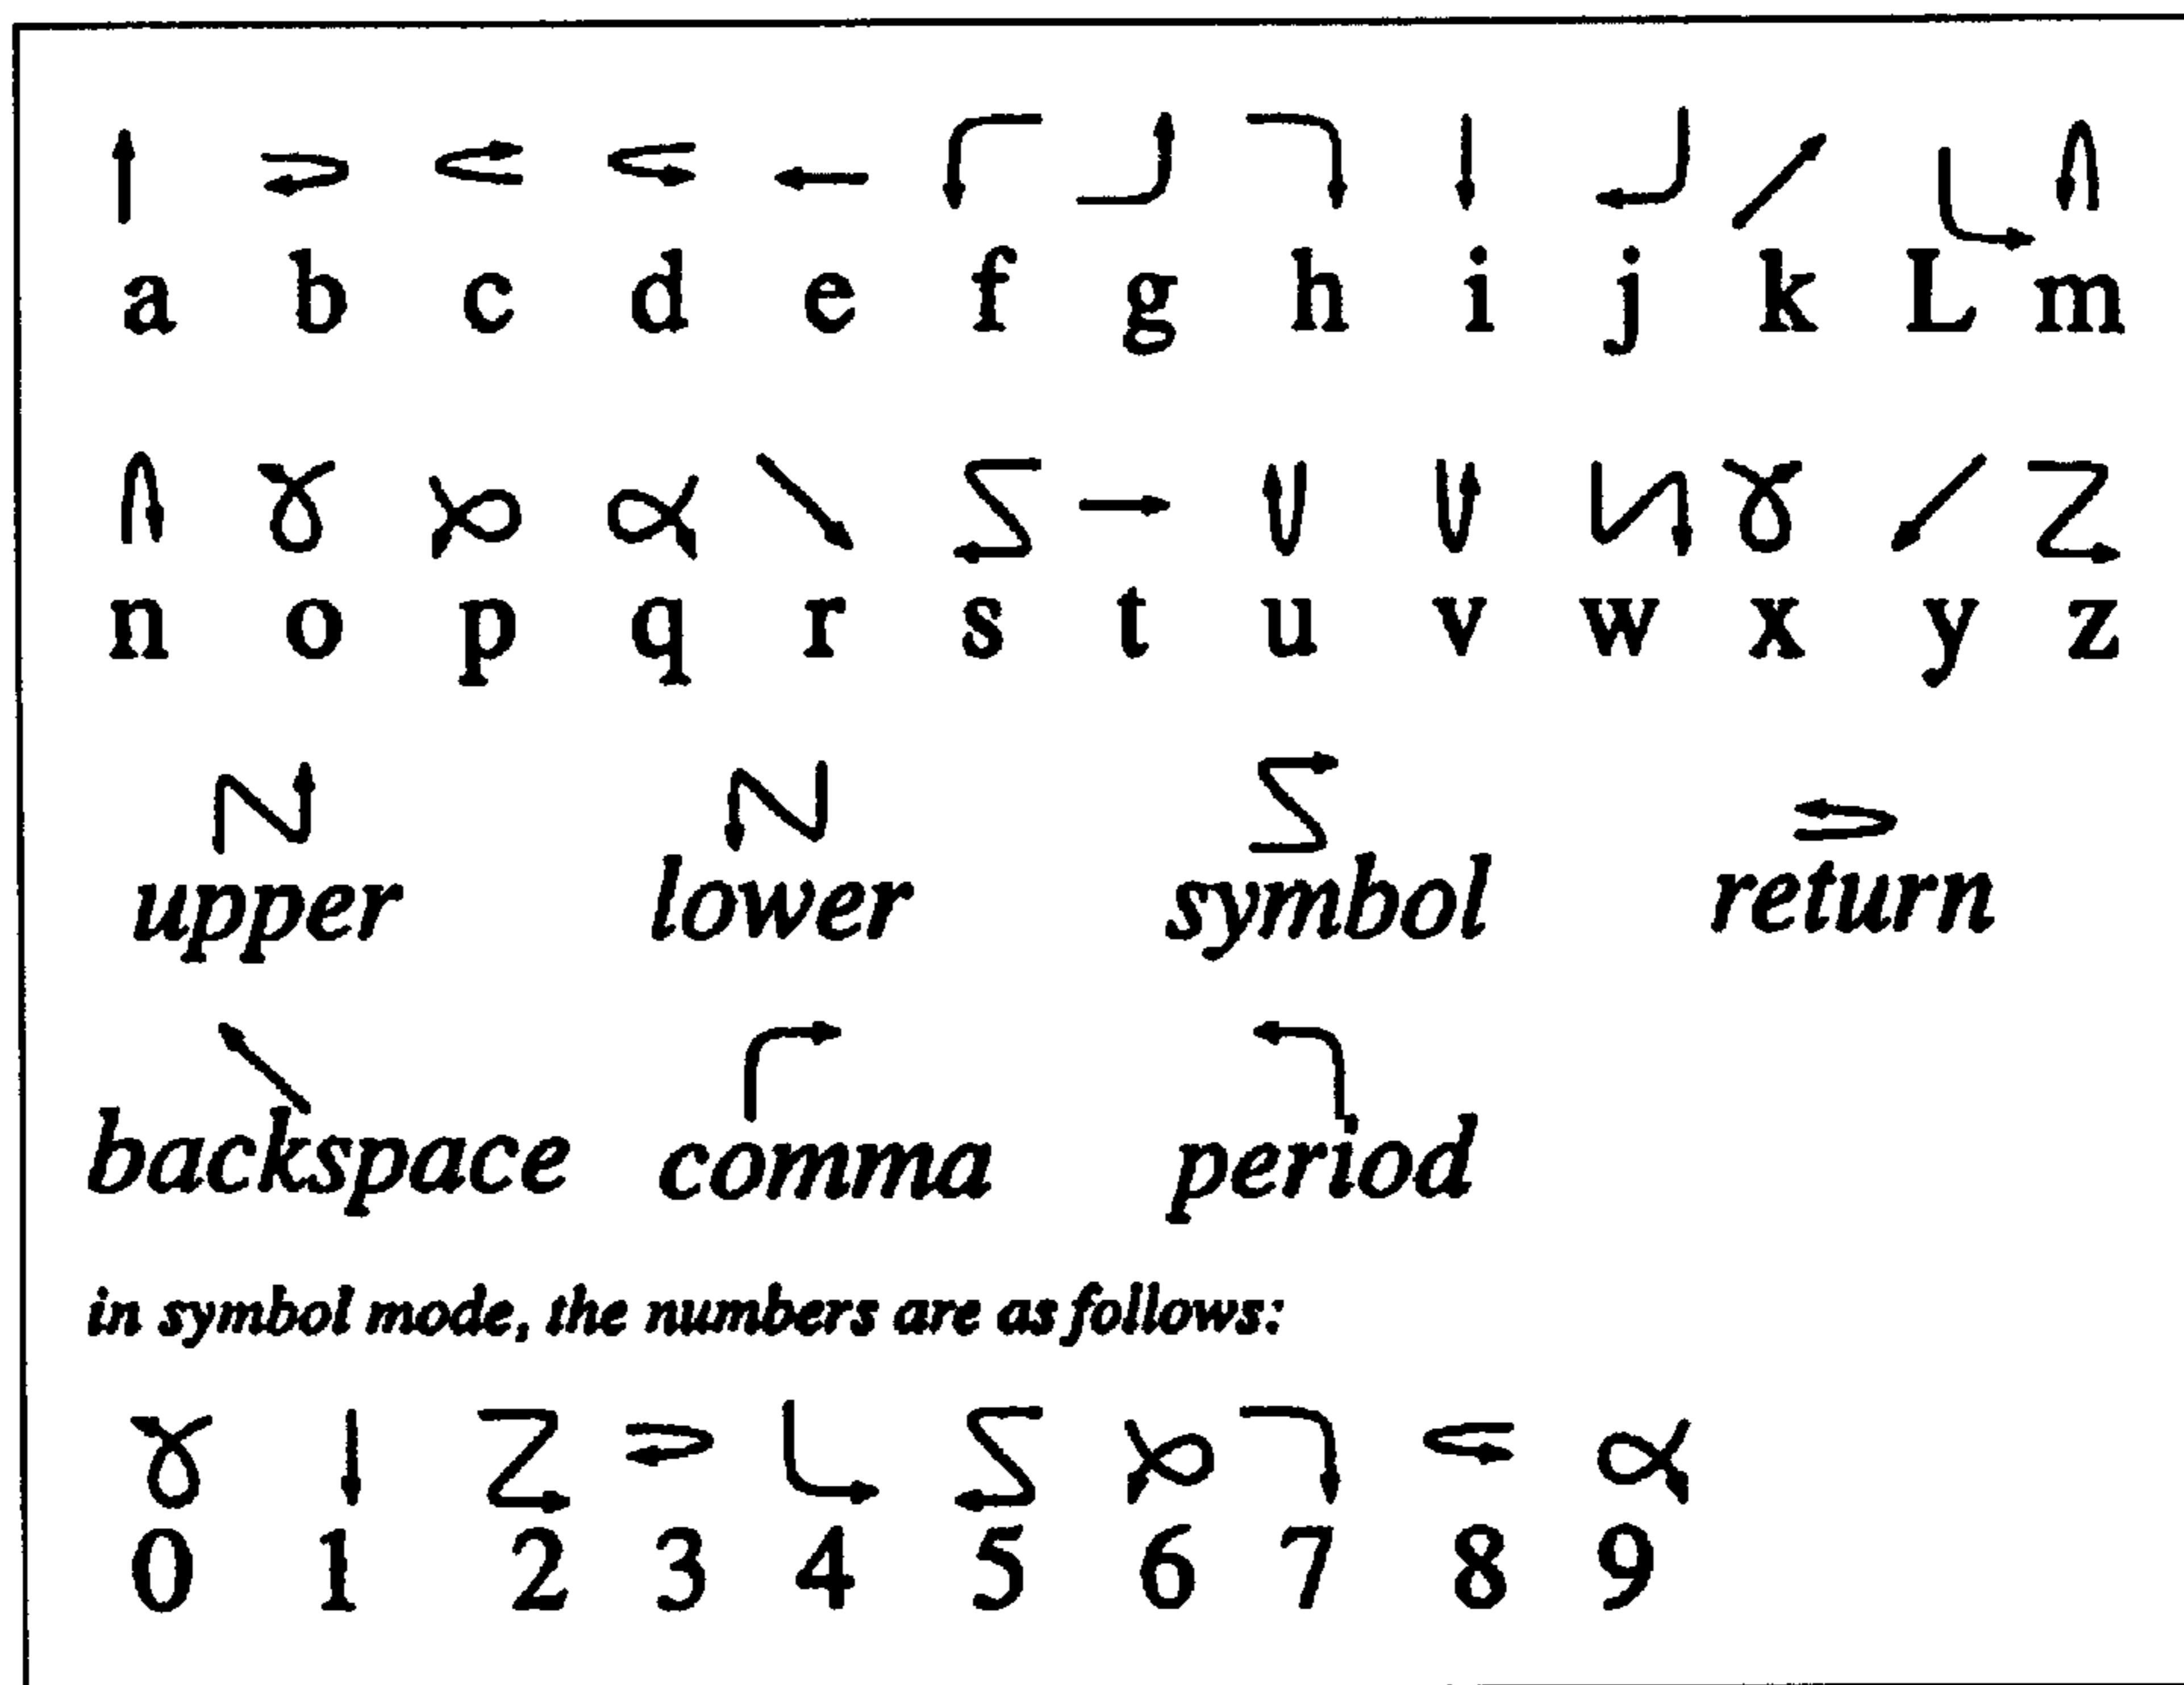 a b c d e f g h i j k L m
n o p q r s t u v w x y z
upper lower symbol return
backspace comma period
in symbol mode, the numbers are as follows:
0 1 2 3 4 5 6 7 8 9